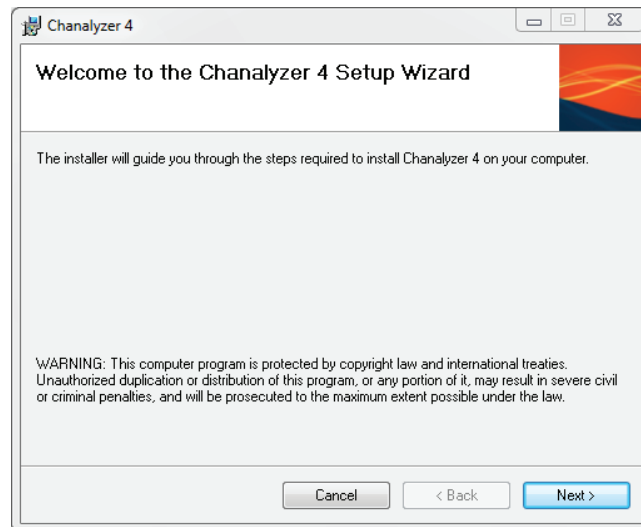 Chanalyzer 4
Welcome to the Chanalyzer 4 Setup Wizard
The installer will guide you through the steps required to install Chanalyzer 4 on your computer.
WARNING: This computer program is protected by copyright law and international treaties.
Unauthorized duplication or distribution of this program, or any portion of it, may result in severe civil
or criminal penalties, and will be prosecuted to the maximum extent possible under the law.
Cancel
< Back
Next >